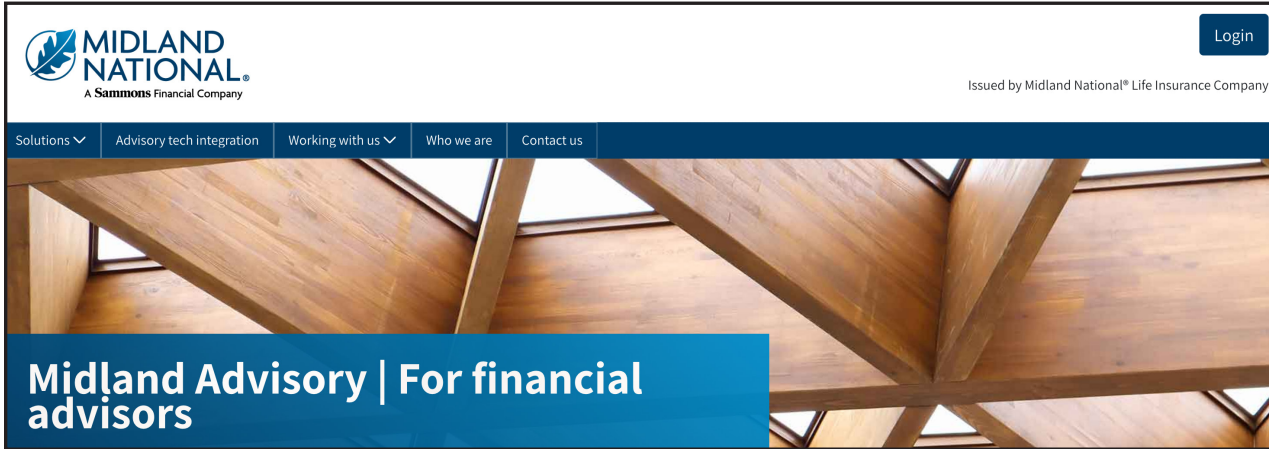 MIDLAND
NATIONAL®
A Sammons Financial Company
Login
Issued by Midland National® Life Insurance Company
Solutions
Advisory tech integration
Working with us
Who we are
Contact us
Midland Advisory | For financial
advisors